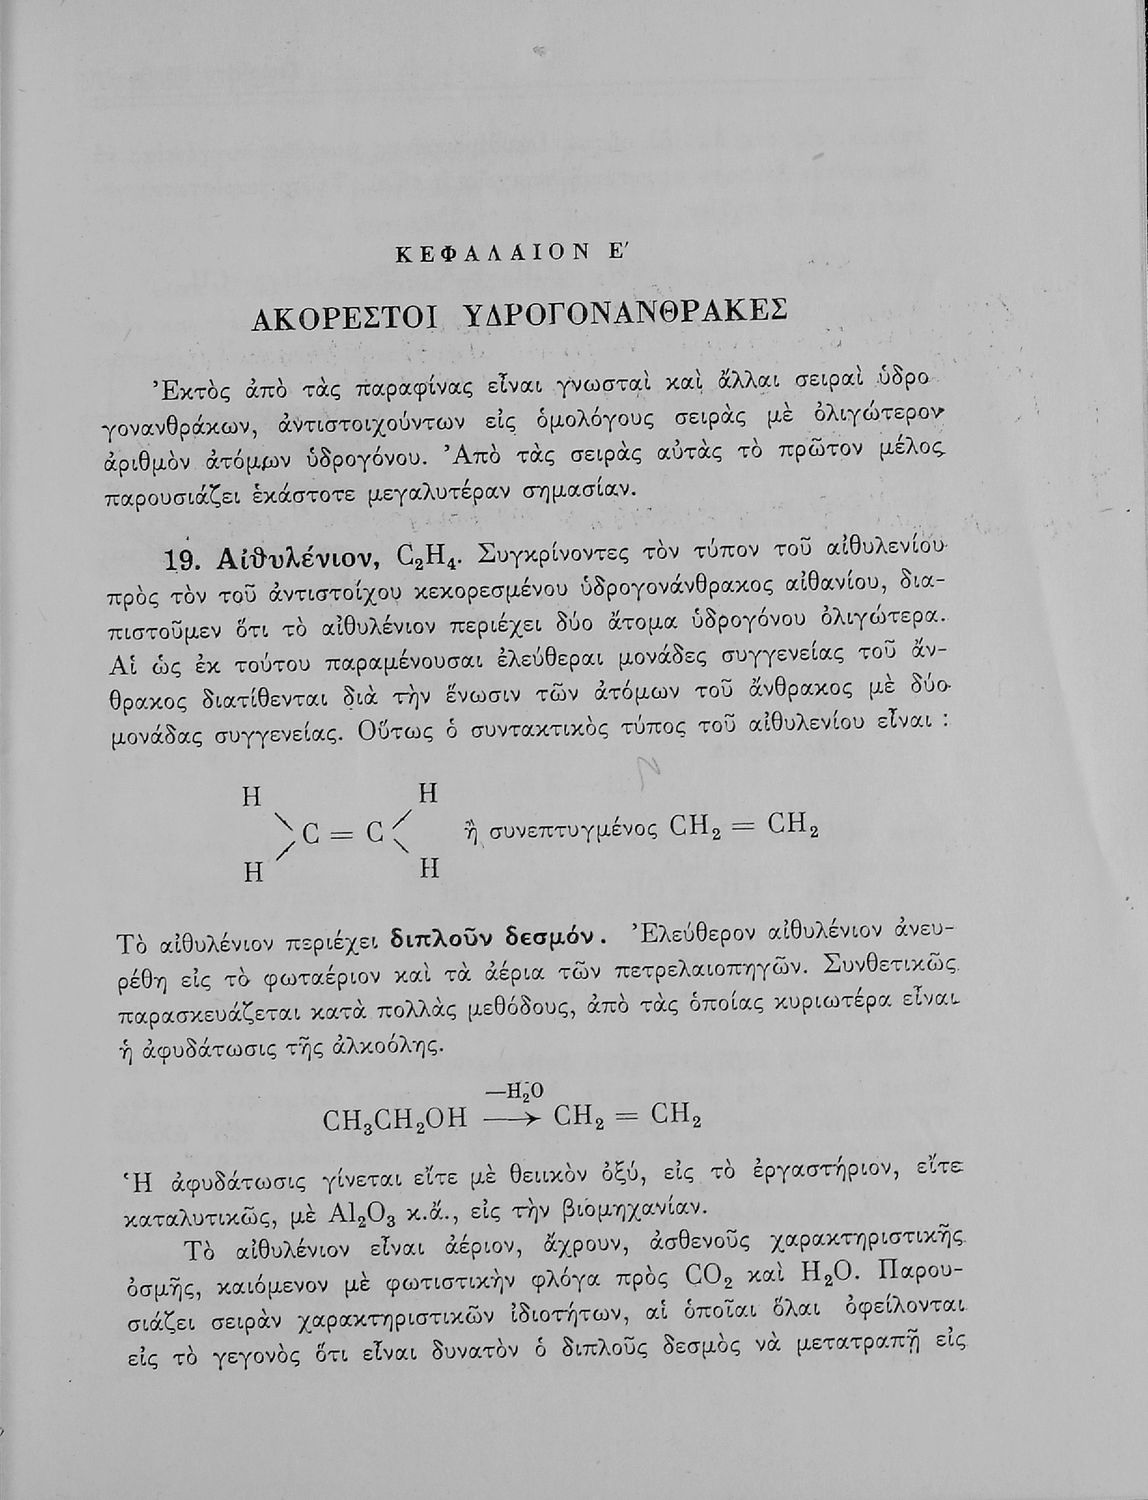 ΚΕΦΑΛΑΙΟΝ Ε′
ΑΚΟΡΕΣΤΟΙ ΥΔΡΟΓΟΝΑΝΘΡΑΚΕΣ
Ἐκτὸς ἀπὸ τὰς παραφίνας εἶναι γνωσταὶ καὶ ἄλλαι σειραὶ ὑδρο
γονανθράκων, ἀντιστοιχούντων εἰς ὁμολόγους σειρὰς μὲ ὀλιγώτερον
ἀριθμὸν ἀτόμων ὑδρογόνου. Ἀπὸ τὰς σειρὰς αὐτὰς τὸ πρῶτον μέλος
παρουσιάζει ἑκάστοτε μεγαλυτέραν σημασίαν.
19. Αἰθυλένιον, C₂H₄. Συγκρίνοντες τὸν τύπον τοῦ αἰθυλενίου
πρὸς τὸν τοῦ ἀντιστοίχου κεκορεσμένου ὑδρογονάνθρακος αἰθανίου, δια-
πιστοῦμεν ὅτι τὸ αἰθυλένιον περιέχει δύο ἄτομα ὑδρογόνου ὀλιγώτερα.
Αἱ ὡς ἐκ τούτου παραμένουσαι ἐλεύθεραι μονάδες συγγενείας τοῦ ἄν-
θρακος διατίθενται διὰ τὴν ἕνωσιν τῶν ἀτόμων τοῦ ἄνθρακος μὲ δύο
μονάδας συγγενείας. Οὕτως ὁ συντακτικὸς τύπος τοῦ αἰθυλενίου εἶναι :
H H
C = C ἢ συνεπτυγμένος CH₂ = CH₂
H H
Τὸ αἰθυλένιον περιέχει διπλοῦν δεσμόν. Ἐλεύθερον αἰθυλένιον ἀνευ-
ρέθη εἰς τὸ φωταέριον καὶ τὰ ἀέρια τῶν πετρελαιοπηγῶν. Συνθετικῶς
παρασκευάζεται κατὰ πολλὰς μεθόδους, ἀπὸ τὰς ὁποίας κυριωτέρα εἶναι
ἡ ἀφυδάτωσις τῆς ἀλκοόλης.
—H₂O
CH₃CH₂OH ⟶ CH₂ = CH₂
Ἡ ἀφυδάτωσις γίνεται εἴτε μὲ θειικὸν ὀξύ, εἰς τὸ ἐργαστήριον, εἴτε
καταλυτικῶς, μὲ Al₂O₃ κ.ἄ., εἰς τὴν βιομηχανίαν.
Τὸ αἰθυλένιον εἶναι ἀέριον, ἄχρουν, ἀσθενοῦς χαρακτηριστικῆς
ὀσμῆς, καιόμενον μὲ φωτιστικὴν φλόγα πρὸς CO₂ καὶ H₂O. Παρου-
σιάζει σειρὰν χαρακτηριστικῶν ἰδιοτήτων, αἱ ὁποῖαι ὅλαι ὀφείλονται
εἰς τὸ γεγονὸς ὅτι εἶναι δυνατὸν ὁ διπλοῦς δεσμὸς νὰ μετατραπῇ εἰς